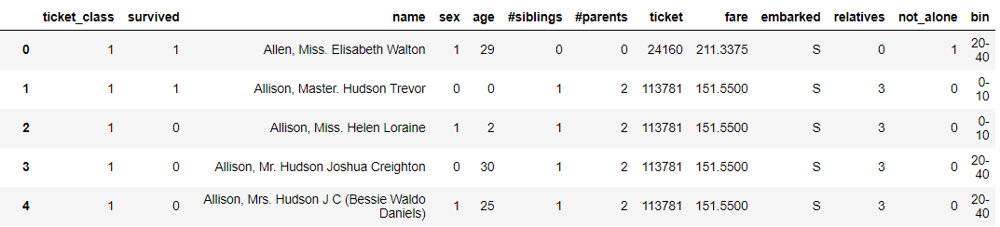 ticket_class survived name sex age #siblings #parents ticket fare embarked relatives not_alone bin
0 1 1 Allen, Miss. Elisabeth Walton 1 29 0 0 24160 211.3375 S 0 1 20-
40
1 1 1 Allison, Master. Hudson Trevor 0 0 1 2 113781 151.5500 S 3 0 0-
10
2 1 0 Allison, Miss. Helen Loraine 1 2 1 2 113781 151.5500 S 3 0 0-
10
3 1 0 Allison, Mr. Hudson Joshua Creighton 0 30 1 2 113781 151.5500 S 3 0 20-
40
4 1 0 Allison, Mrs. Hudson J C (Bessie Waldo
Daniels) 1 25 1 2 113781 151.5500 S 3 0 20-
40